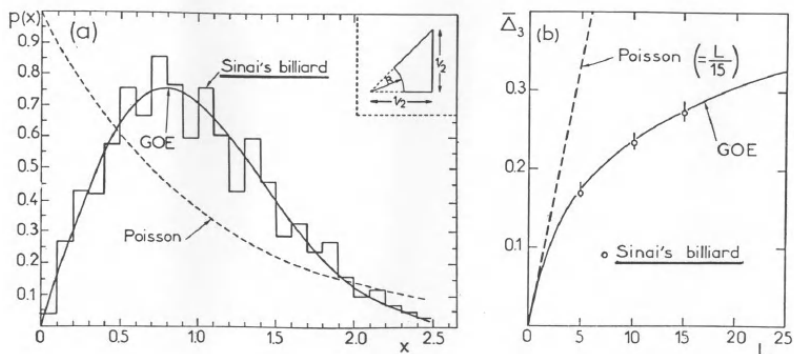 p(x)
(a)
Sinai's billiard
GOE
Poisson
R
1/2
1/2
0.9
0.8
0.7
0.6
0.5
0.4
0.3
0.2
0.1
0
0.5
1.0
1.5
2.0
2.5
x
Δ̅₃
(b)
Poisson (=L/15)
GOE
Sinai's billiard
0.3
0.2
0.1
0
5
10
15
20
25
L